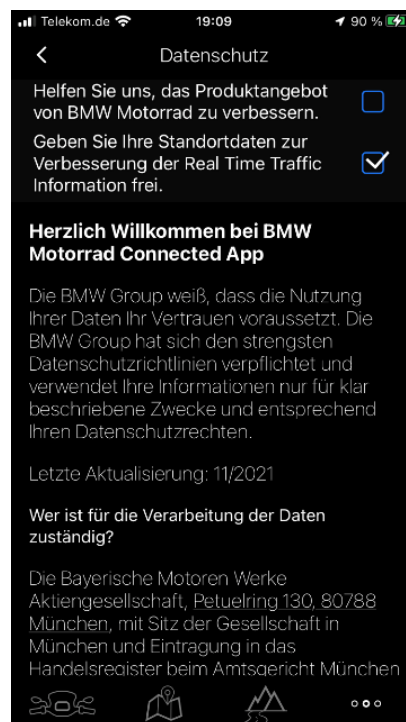 Telekom.de 19:09 90 %
Datenschutz
Helfen Sie uns, das Produktangebot
von BMW Motorrad zu verbessern.
Geben Sie Ihre Standortdaten zur
Verbesserung der Real Time Traffic
Information frei.
Herzlich Willkommen bei BMW
Motorrad Connected App
Die BMW Group weiß, dass die Nutzung
Ihrer Daten Ihr Vertrauen voraussetzt. Die
BMW Group hat sich den strengsten
Datenschutzrichtlinien verpflichtet und
verwendet Ihre Informationen nur für klar
beschriebene Zwecke und entsprechend
Ihren Datenschutzrechten.
Letzte Aktualisierung: 11/2021
Wer ist für die Verarbeitung der Daten
zuständig?
Die Bayerische Motoren Werke
Aktiengesellschaft, Petuelring 130, 80788
München, mit Sitz der Gesellschaft in
München und Eintragung in das
Handelsregister beim Amtsgericht München